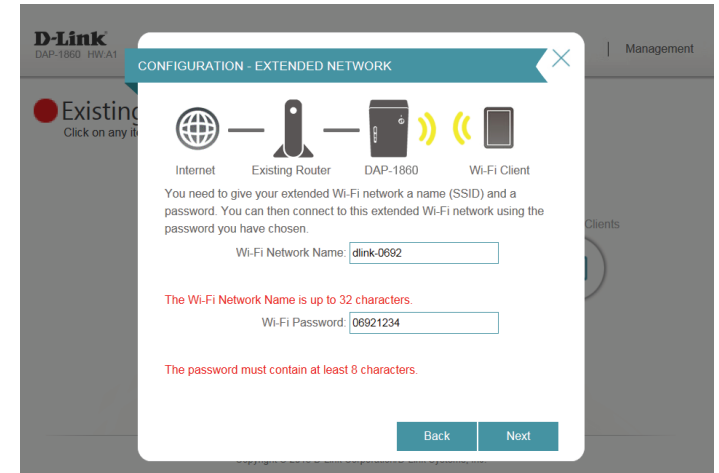 D-Link
DAP-1860 HW:A1
Management
CONFIGURATION - EXTENDED NETWORK
Existing
Click on any
Internet Existing Router DAP-1860 Wi-Fi Client
You need to give your extended Wi-Fi network a name (SSID) and a
password. You can then connect to this extended Wi-Fi network using the
password you have chosen.
Clients
Wi-Fi Network Name: dlink-0692
The Wi-Fi Network Name is up to 32 characters.
Wi-Fi Password: 06921234
The password must contain at least 8 characters.
Back Next